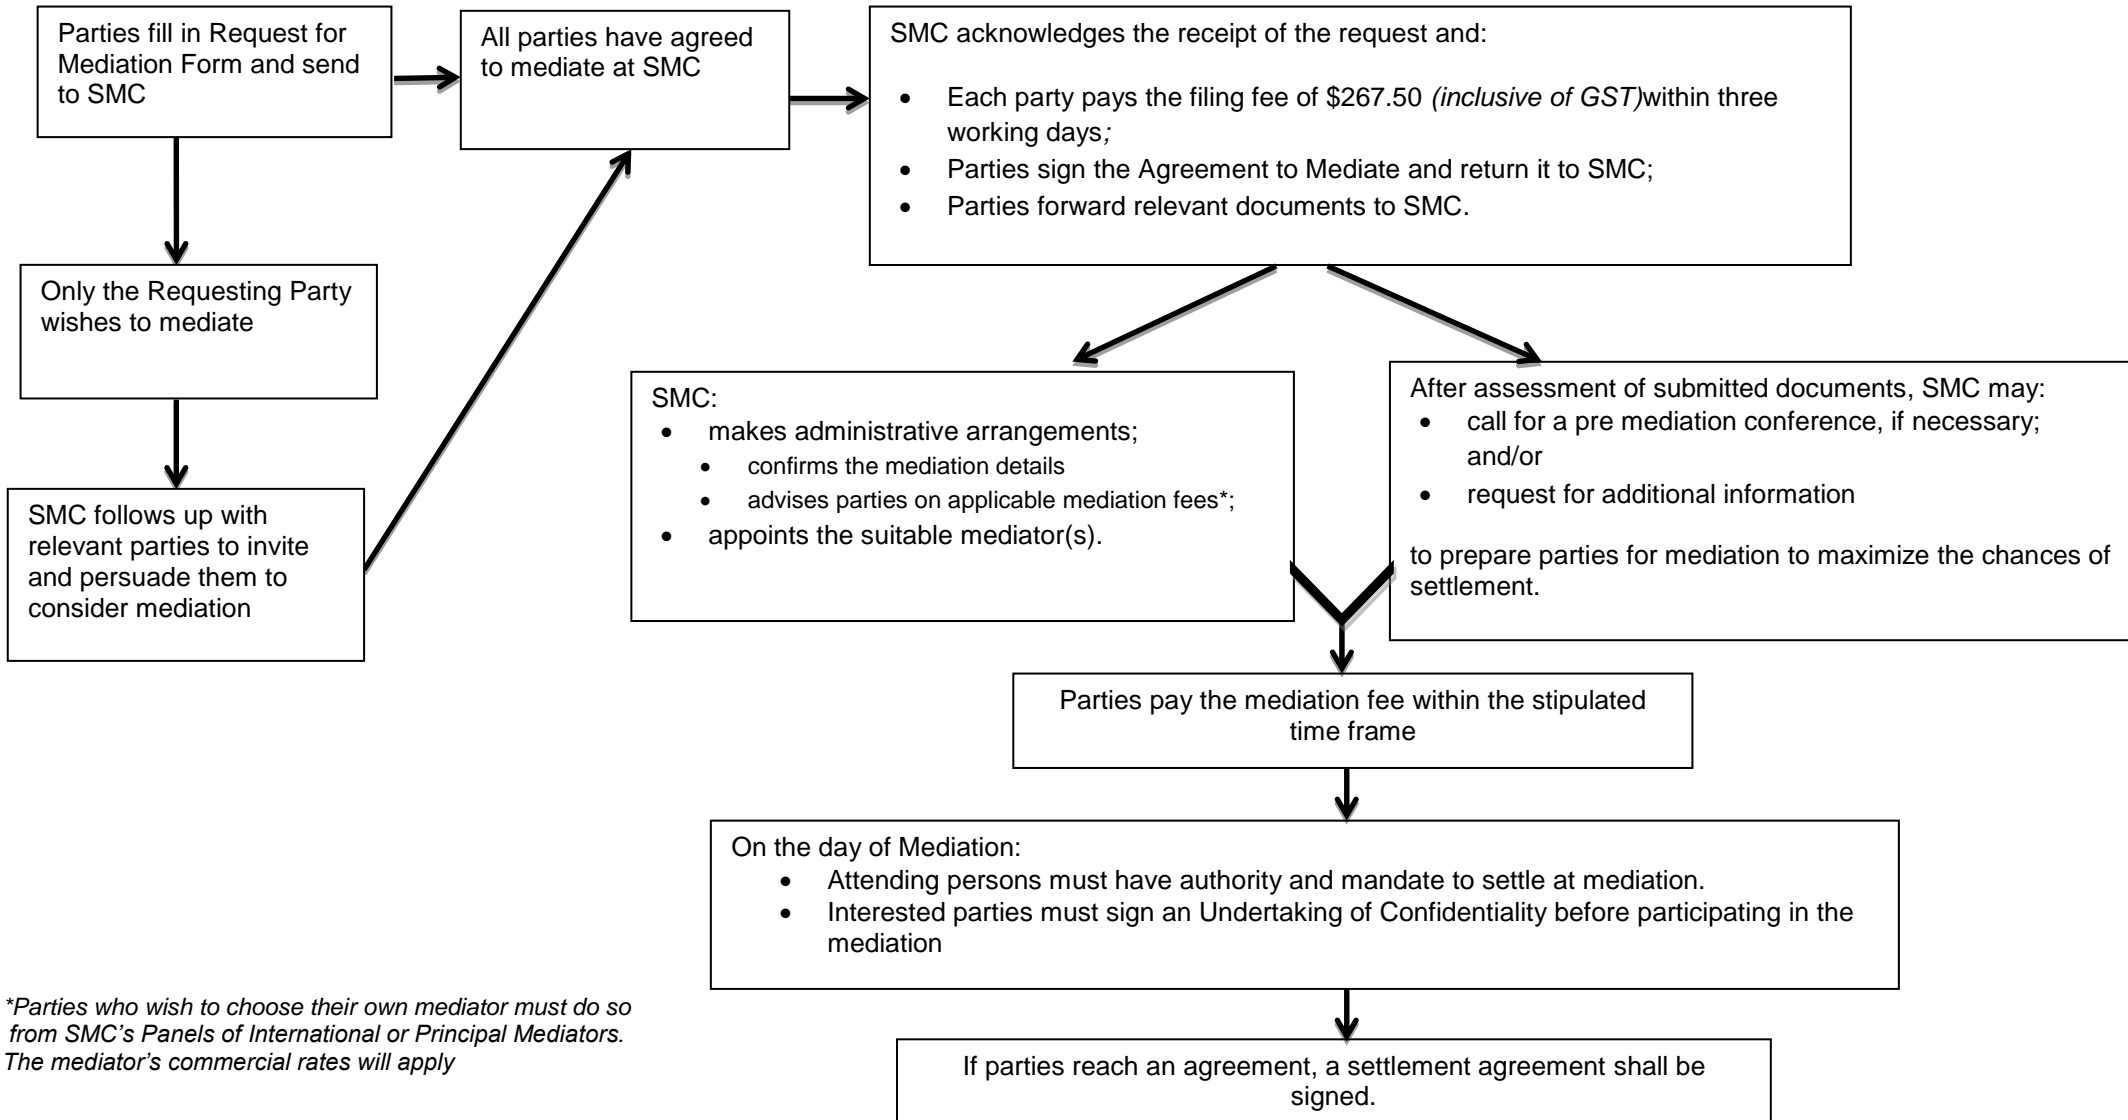 Parties fill in Request for
Mediation Form and send
to SMC
All parties have agreed
to mediate at SMC
SMC acknowledges the receipt of the request and:
• Each party pays the filing fee of $267.50 (inclusive of GST)within three
working days;
• Parties sign the Agreement to Mediate and return it to SMC;
• Parties forward relevant documents to SMC.
Only the Requesting Party
wishes to mediate
SMC follows up with
relevant parties to invite
and persuade them to
consider mediation
SMC:
• makes administrative arrangements;
• confirms the mediation details
• advises parties on applicable mediation fees*;
• appoints the suitable mediator(s).
After assessment of submitted documents, SMC may:
• call for a pre mediation conference, if necessary;
and/or
• request for additional information
to prepare parties for mediation to maximize the chances of
settlement.
Parties pay the mediation fee within the stipulated
time frame
On the day of Mediation:
• Attending persons must have authority and mandate to settle at mediation.
• Interested parties must sign an Undertaking of Confidentiality before participating in the
mediation
*Parties who wish to choose their own mediator must do so
from SMC's Panels of International or Principal Mediators.
The mediator's commercial rates will apply
If parties reach an agreement, a settlement agreement shall be
signed.